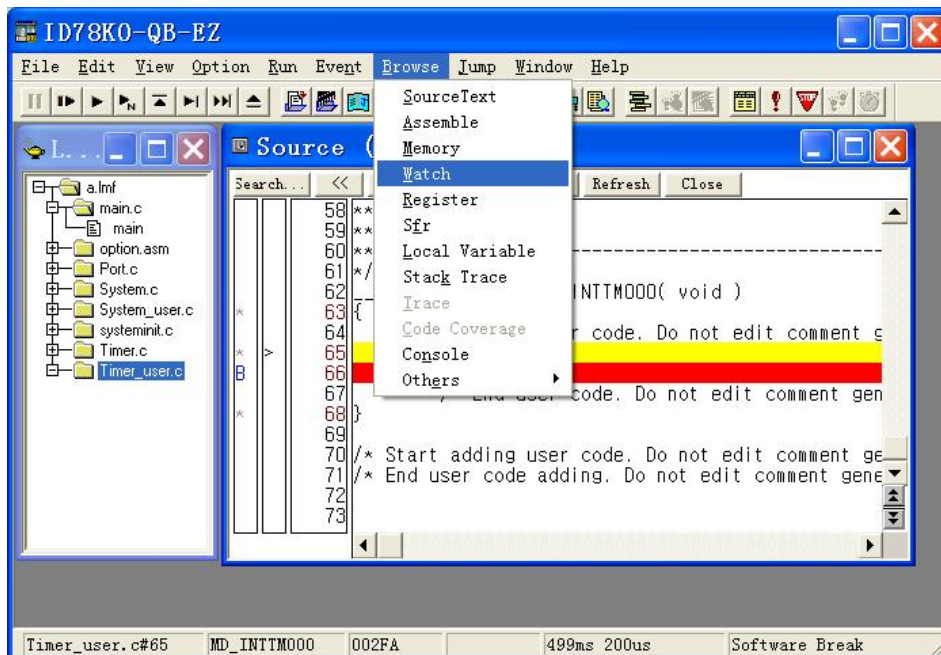 ID78K0-QB-EZ
File Edit View Option Run Event Browse Jump Window Help
L...
Source (
Search... << Refresh Close
SourceText
Assemble
Memory
Watch
Register
Sfr
Local Variable
Stack Trace
Trace
Code Coverage
Console
Others
a.lmf
main.c
main
option.asm
Port.c
System.c
System_user.c
systeminit.c
Timer.c
Timer_user.c
58 **
59 **
60 ** ------------------------------
61 */
62 __ INTTM000( void )
* 63 {
64 r code. Do not edit comment g
* > 65
B 66
67 /* End user code. Do not edit comment gen
* 68 }
69
70 /* Start adding user code. Do not edit comment ge
71 /* End user code adding. Do not edit comment gene
72
73
Timer_user.c#65 MD_INTTM000 002FA 499ms 200us Software Break